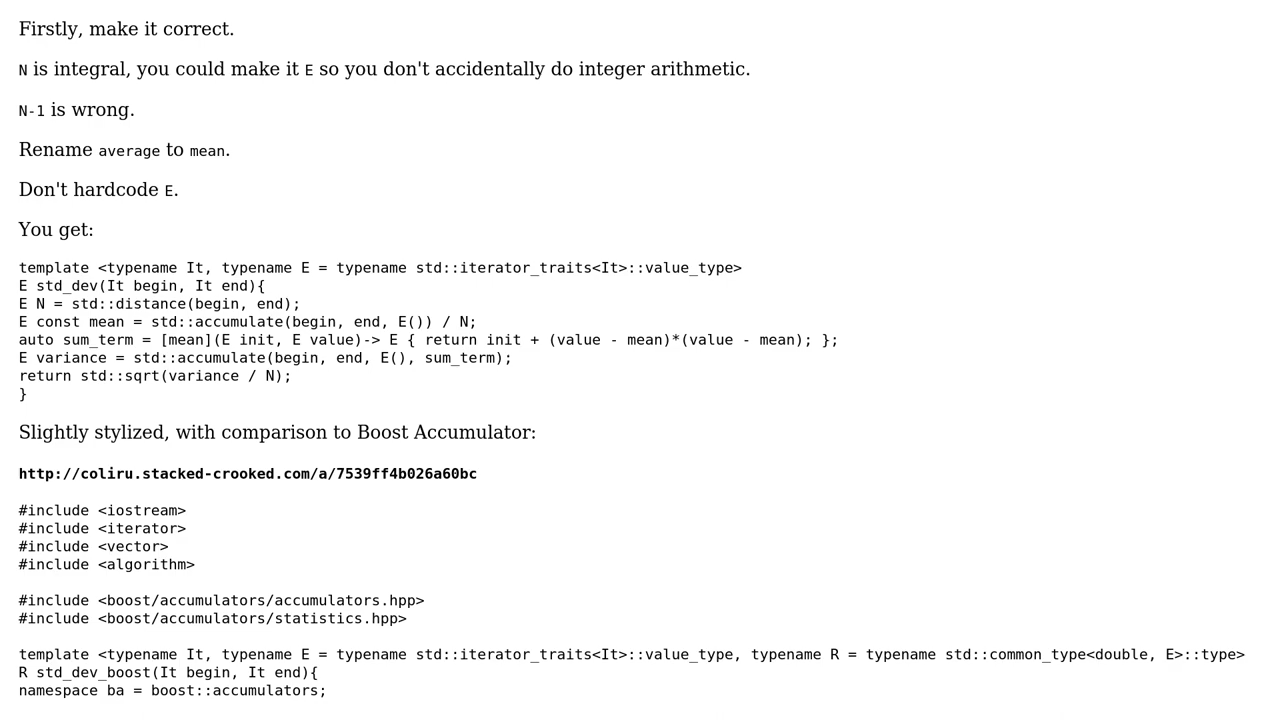 Firstly, make it correct.
N is integral, you could make it E so you don't accidentally do integer arithmetic.
N-1 is wrong.
Rename average to mean.
Don't hardcode E.
You get:
template <typename It, typename E = typename std::iterator_traits<It>::value_type>
E std_dev(It begin, It end){
E N = std::distance(begin, end);
E const mean = std::accumulate(begin, end, E()) / N;
auto sum_term = [mean](E init, E value)-> E { return init + (value - mean)*(value - mean); };
E variance = std::accumulate(begin, end, E(), sum_term);
return std::sqrt(variance / N);
}
Slightly stylized, with comparison to Boost Accumulator:
http://coliru.stacked-crooked.com/a/7539ff4b026a60bc
#include <iostream>
#include <iterator>
#include <vector>
#include <algorithm>
#include <boost/accumulators/accumulators.hpp>
#include <boost/accumulators/statistics.hpp>
template <typename It, typename E = typename std::iterator_traits<It>::value_type, typename R = typename std::common_type<double, E>::type>
R std_dev_boost(It begin, It end){
namespace ba = boost::accumulators;